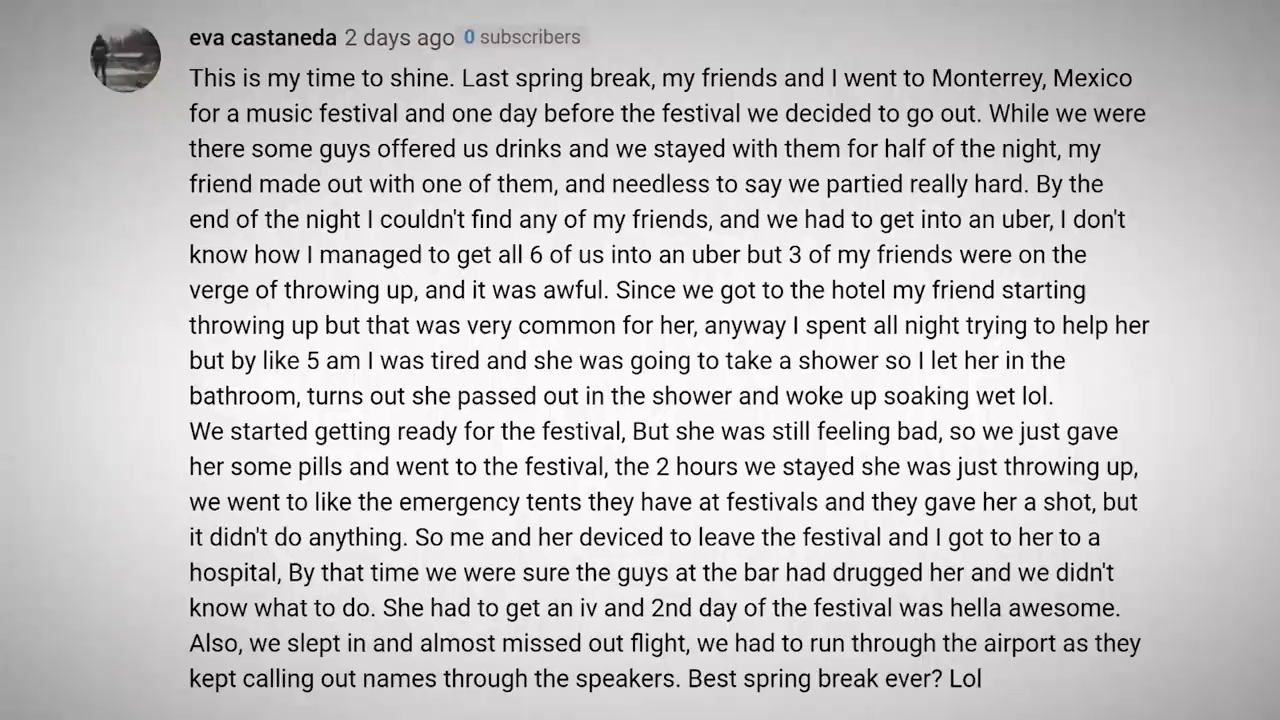 eva castaneda 2 days ago 0 subscribers
This is my time to shine. Last spring break, my friends and I went to Monterrey, Mexico
for a music festival and one day before the festival we decided to go out. While we were
there some guys offered us drinks and we stayed with them for half of the night, my
friend made out with one of them, and needless to say we partied really hard. By the
end of the night I couldn't find any of my friends, and we had to get into an uber, I don't
know how I managed to get all 6 of us into an uber but 3 of my friends were on the
verge of throwing up, and it was awful. Since we got to the hotel my friend starting
throwing up but that was very common for her, anyway I spent all night trying to help her
but by like 5 am I was tired and she was going to take a shower so I let her in the
bathroom, turns out she passed out in the shower and woke up soaking wet lol.
We started getting ready for the festival, But she was still feeling bad, so we just gave
her some pills and went to the festival, the 2 hours we stayed she was just throwing up,
we went to like the emergency tents they have at festivals and they gave her a shot, but
it didn't do anything. So me and her deviced to leave the festival and I got to her to a
hospital, By that time we were sure the guys at the bar had drugged her and we didn't
know what to do. She had to get an iv and 2nd day of the festival was hella awesome.
Also, we slept in and almost missed out flight, we had to run through the airport as they
kept calling out names through the speakers. Best spring break ever? Lol